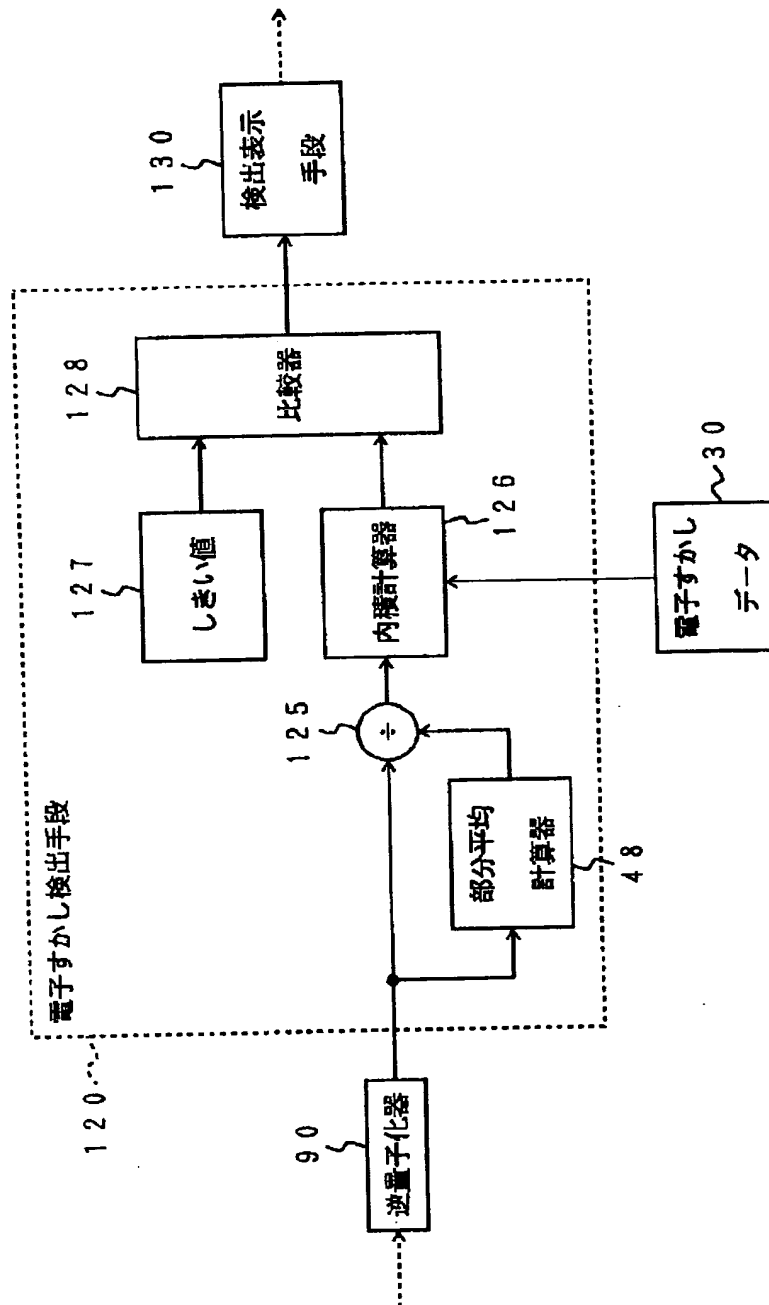 120
電子すかし検出手段
90
逆量子化器
部分平均
計算器
48
125
÷
127
しきい値
内積計算器
126
128
比較器
130
検出表示
手段
電子すかし
データ
30